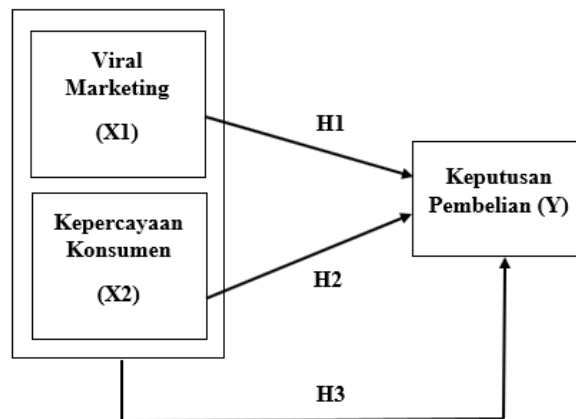 Viral
Marketing
(X1)
H1
Keputusan
Pembelian (Y)
Kepercayaan
Konsumen
(X2)
H2
H3